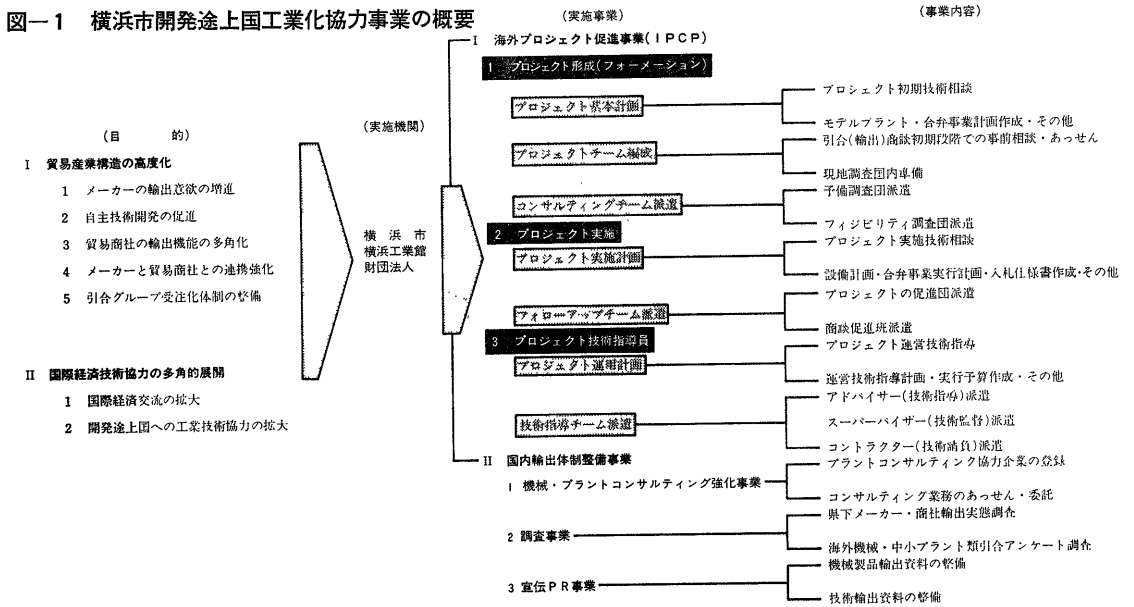 図—1 横浜市開発途上国工業化協力事業の概要
(目 的)
I 貿易産業構造の高度化
1 メーカーの輸出意欲の増進
2 自主技術開発の促進
3 貿易商社の輸出機能の多角化
4 メーカーと貿易商社との連携強化
5 引合グループ受注化体制の整備
II 国際経済技術協力の多角的展開
1 国際経済交流の拡大
2 開発途上国への工業技術協力の拡大
(実施機関)
横浜市
横浜工業館
財団法人
(実施事業)
I 海外プロジェクト促進事業(IPCP)
1 プロジェクト形成(フォーメーション)
プロジェクト基本計画
プロジェクトチーム編成
コンサルティングチーム派遣
2 プロジェクト実施
プロジェクト実施計画
フォローアップチーム派遣
3 プロジェクト技術指導員
プロジェクト運用計画
技術指導チーム派遣
II 国内輸出体制整備事業
1 機械・プラントコンサルティング強化事業
2 調査事業
3 宣伝PR事業
(事業内容)
プロジェクト初期技術相談
モデルプラント・合弁事業計画作成・その他
引合(輸出)商談初期段階での事前相談・あっせん
現地調査団内準備
予備調査団派遣
フィジビリティ調査団派遣
プロジェクト実施技術相談
設備計画・合弁事業実行計画・入札仕様書作成・その他
プロジェクトの促進団派遣
商談促進班派遣
プロジェクト運営技術指導
運営技術指導計画・実行予算作成・その他
アドバイサー(技術指導)派遣
スーパーバイザー(技術監督)派遣
コントラクター(技術請負)派遣
プラントコンサルティング協力企業の登録
コンサルティング業務のあっせん・委託
県下メーカー・商社輸出実態調査
海外機械・中小プラント類引合アンケート調査
機械製品輸出資料の整備
技術輸出資料の整備